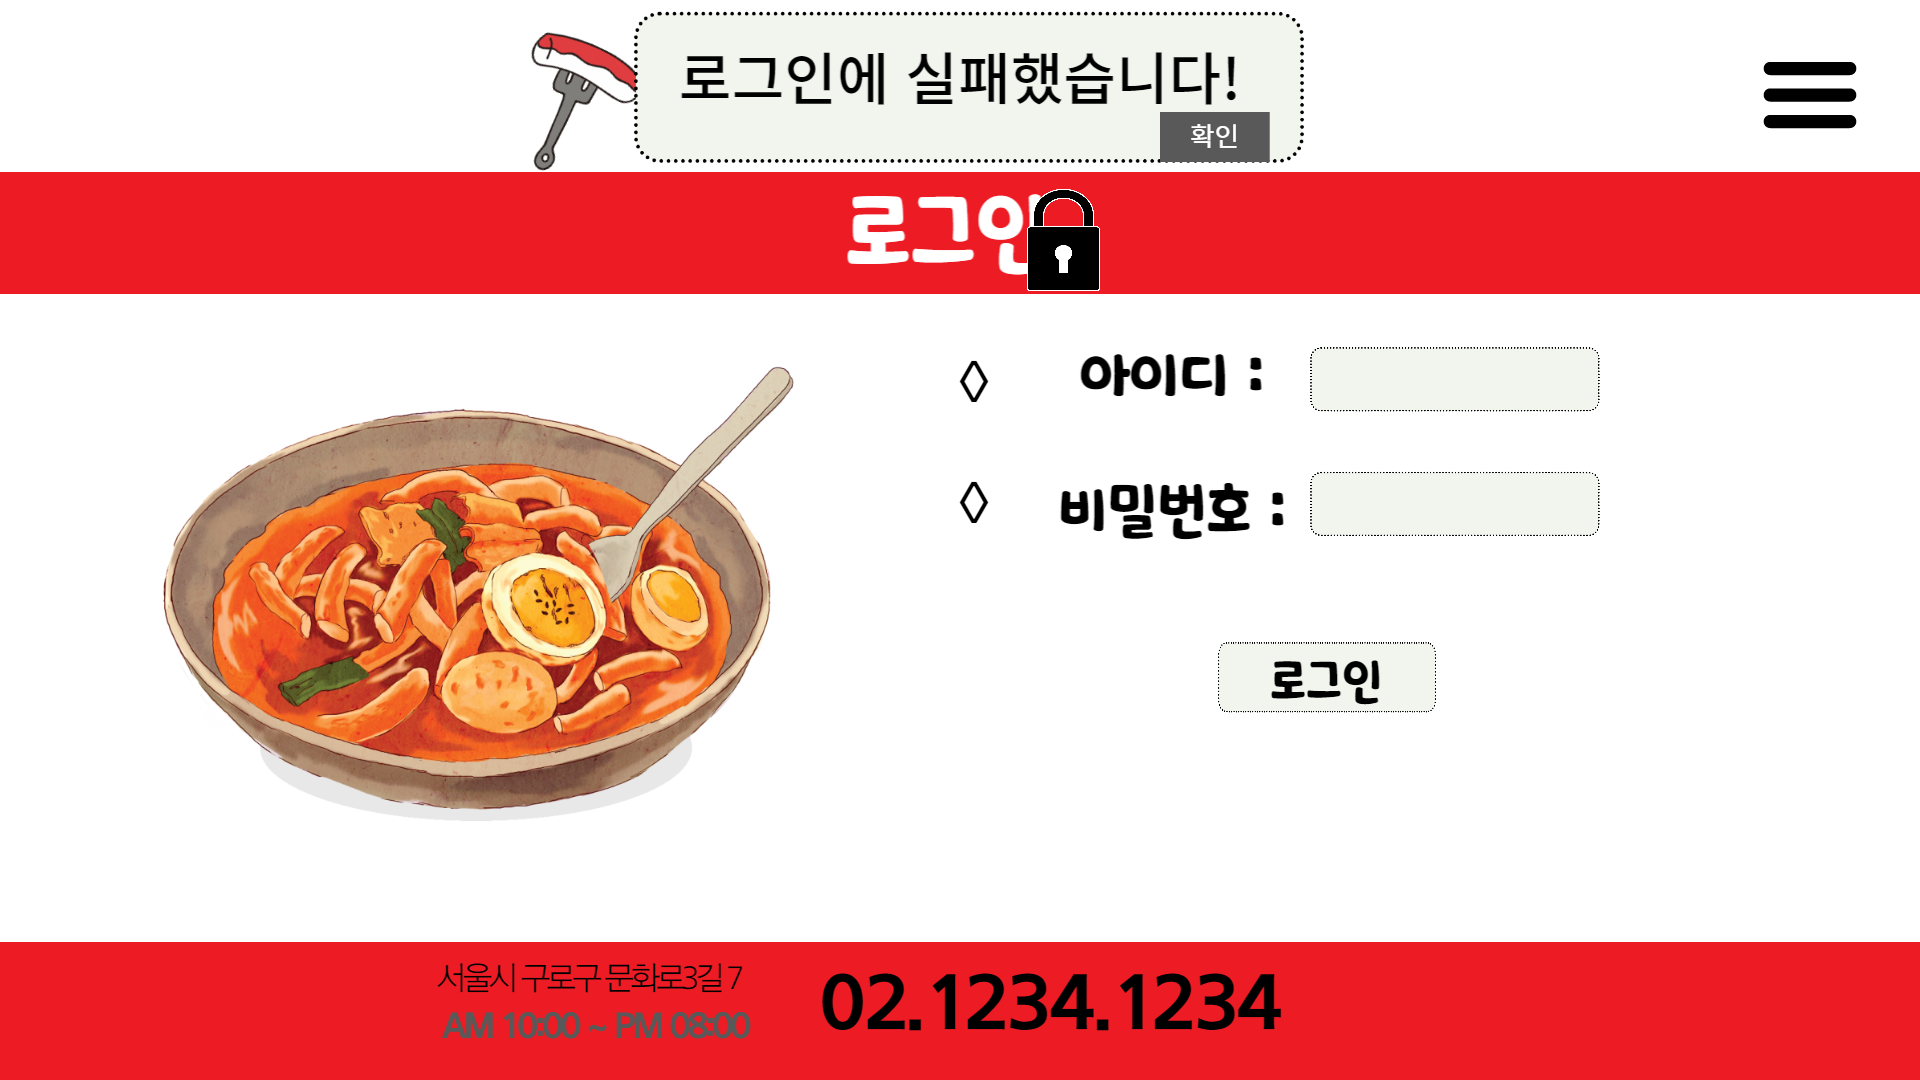 로그인에 실패했습니다!
확인
로그인
아이디 :
비밀번호 :
로그인
서울시 구로구 문화로3길 7
AM 10:00 ~ PM 08:00
02.1234.1234